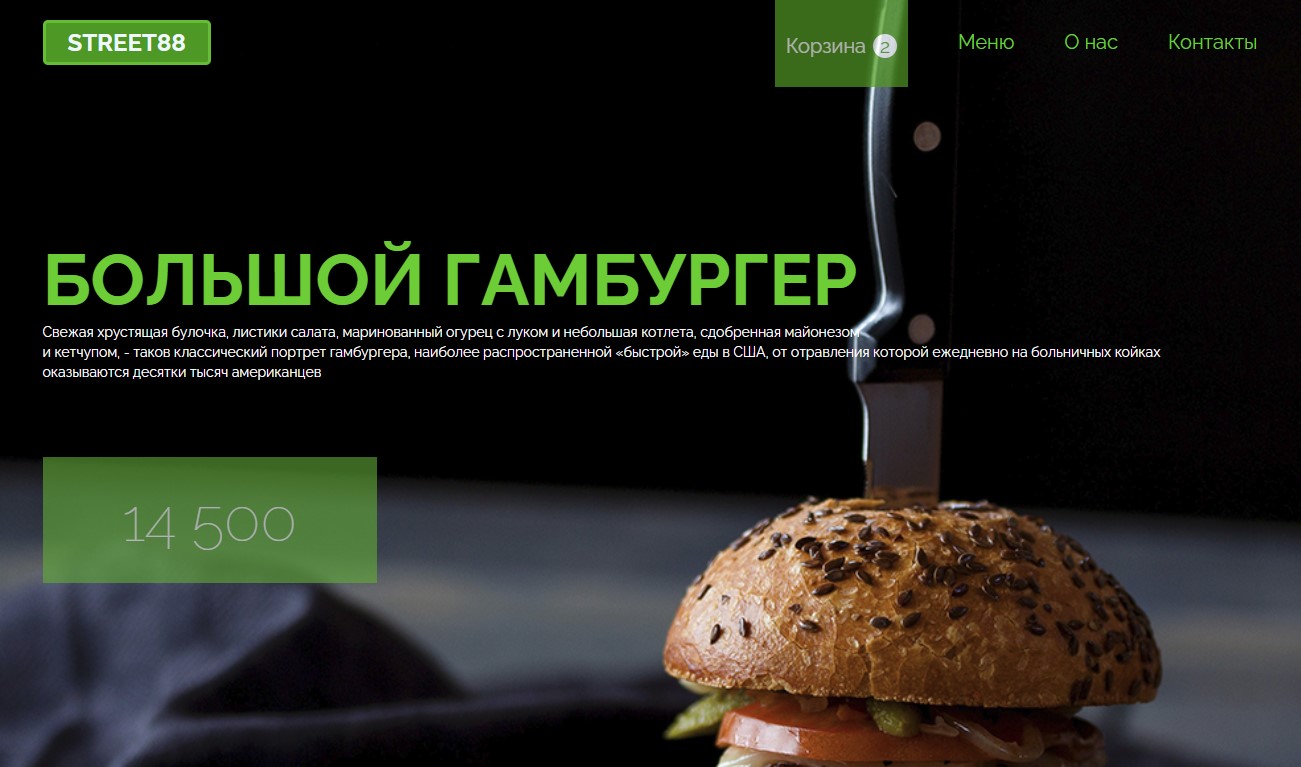 STREET88
Корзина 2
Меню
О нас
Контакты
БОЛЬШОЙ ГАМБУРГЕР
Свежая хрустящая булочка, листики салата, маринованный огурец с луком и небольшая котлета, сдобренная майонезом
и кетчупом, - таков классический портрет гамбургера, наиболее распространенной «быстрой» еды в США, от отравления которой ежедневно на больничных койках
оказываются десятки тысяч американцев
14 500